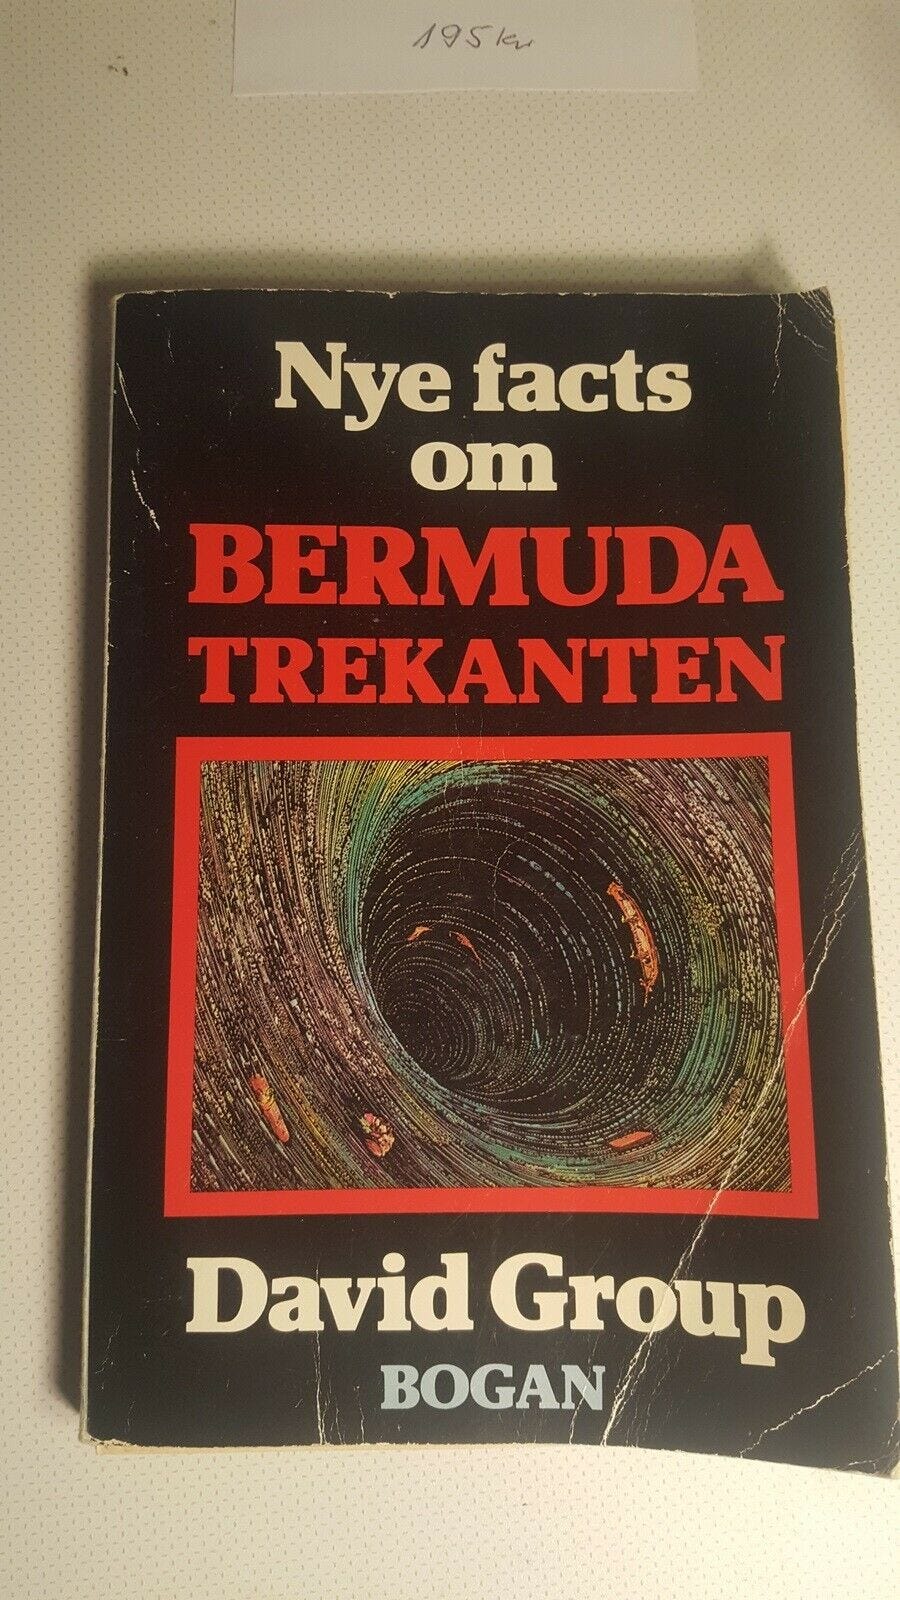 195 kr
Nye facts
om
BERMUDA
TREKANTEN
David Group
BOGAN